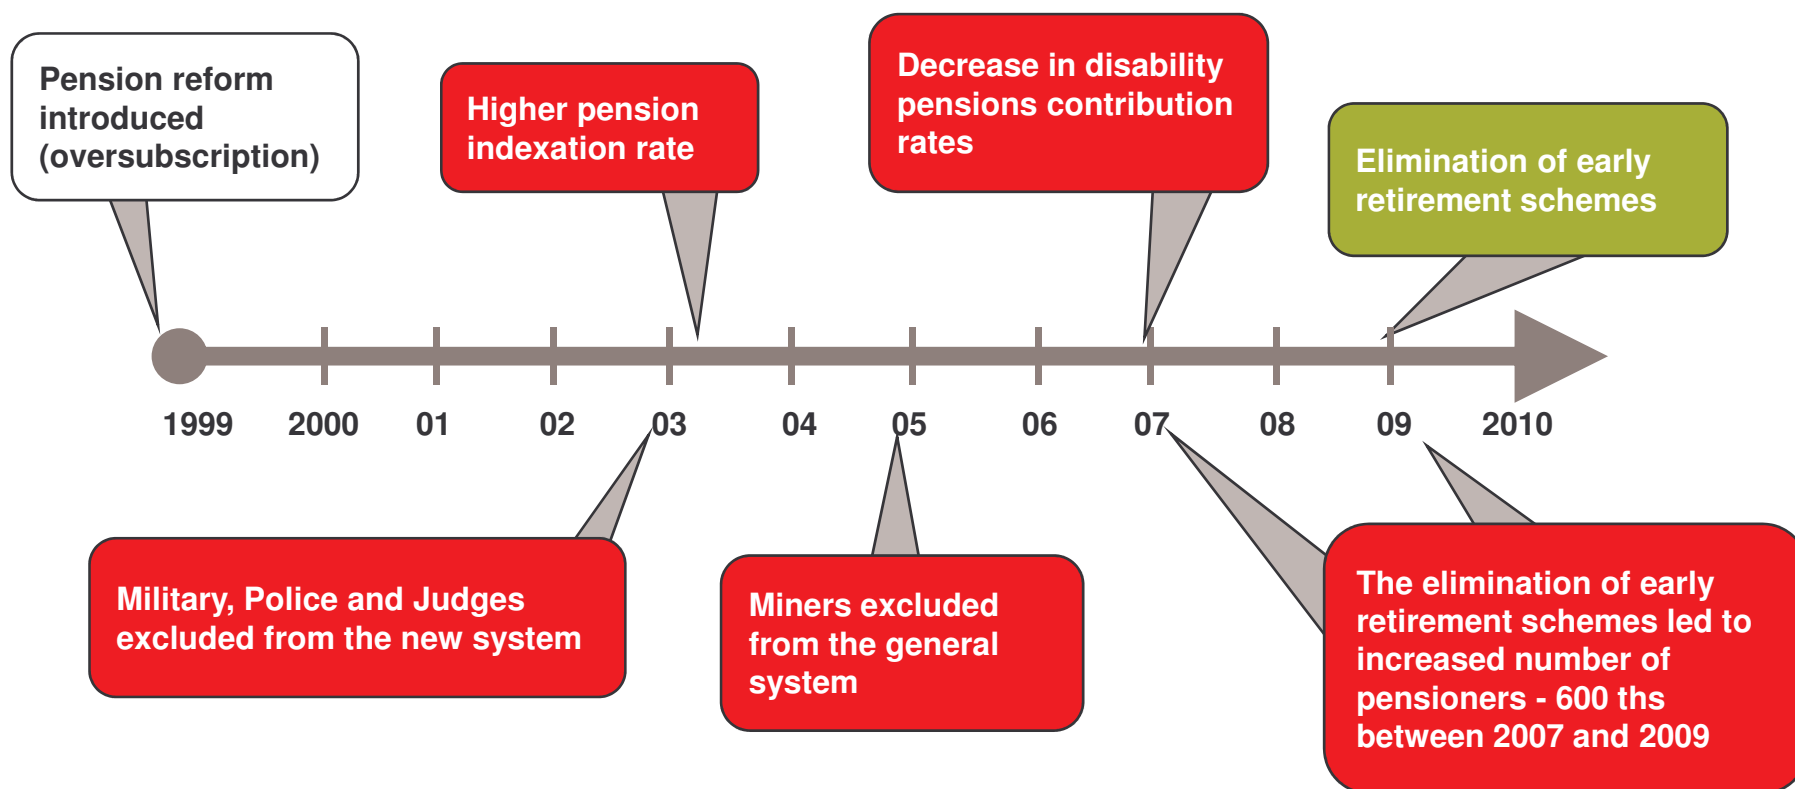 Pension reform
introduced
(oversubscription)
Higher pension
indexation rate
Decrease in disability
pensions contribution
rates
Elimination of early
retirement schemes
1999 2000 01 02 03 04 05 06 07 08 09 2010
Military, Police and Judges
excluded from the new system
Miners excluded
from the general
system
The elimination of early
retirement schemes led to
increased number of
pensioners - 600 ths
between 2007 and 2009